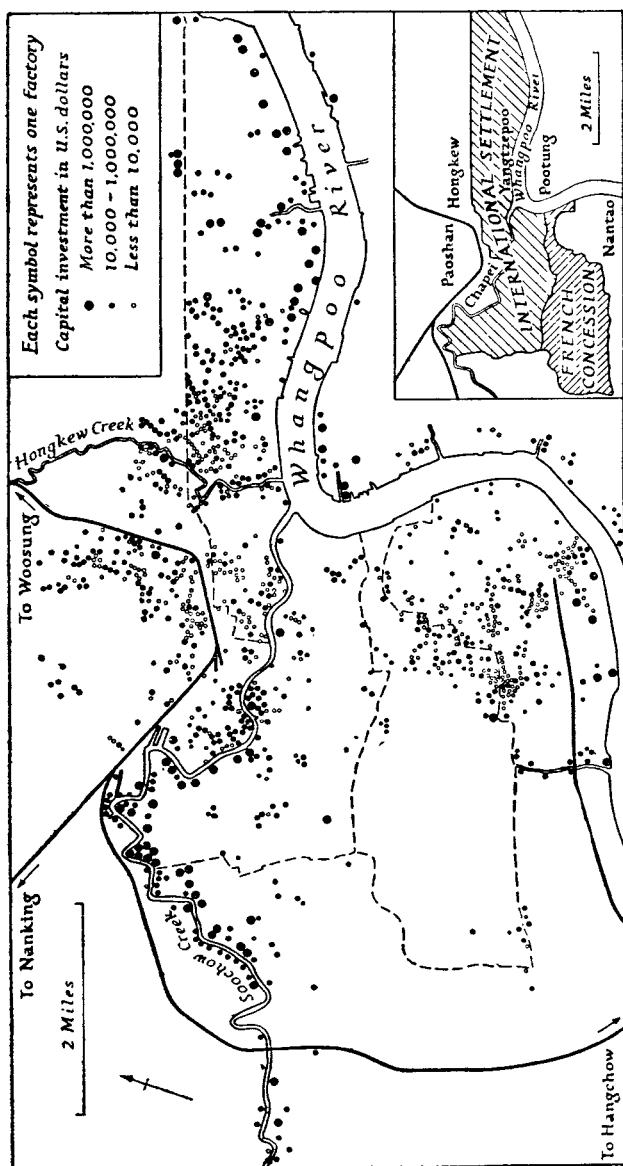 Each symbol represents one factory
Capital investment in U.S. dollars
More than 1,000,000
10,000 - 1,000,000
Less than 10,000
To Nanking
To Woosung
Hongkew Creek
2 Miles
Soochow Creek
Whangpoo River
To Hangchow
Paoshan
Hongkew
Chapei
INTERNATIONAL SETTLEMENT
Yangtzepoo
Whangpoo River
Pootung
FRENCH
CONCESSION
Nantao
2 Miles